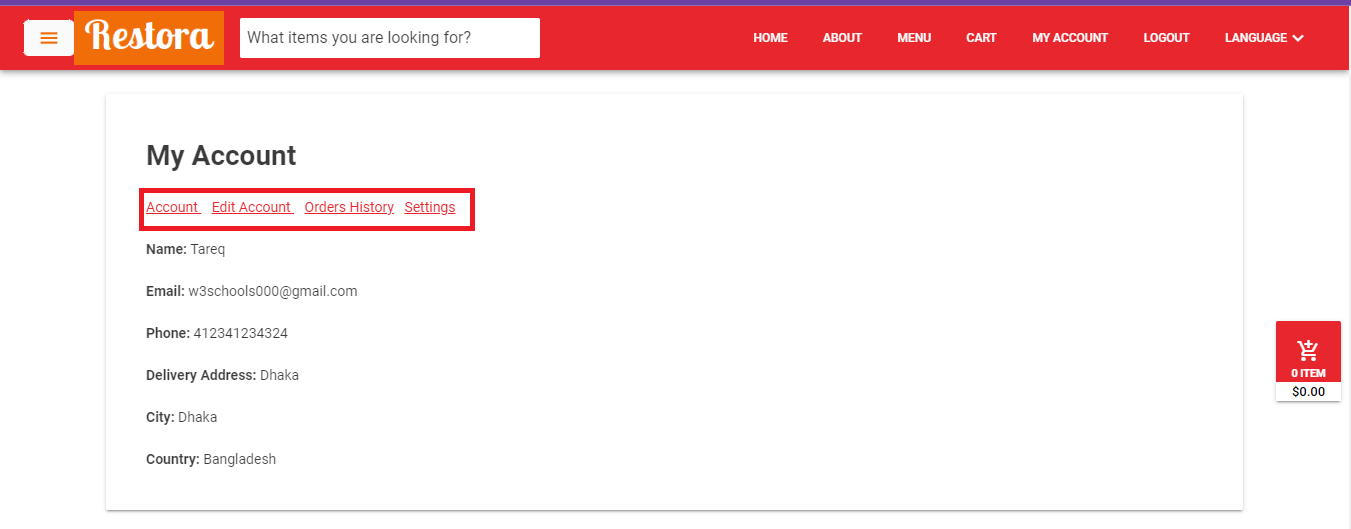 Restora
What items you are looking for?
HOME ABOUT MENU CART MY ACCOUNT LOGOUT LANGUAGE
My Account
Account Edit Account Orders History Settings
Name: Tareq
Email: w3schools000@gmail.com
Phone: 412341234324
Delivery Address: Dhaka
City: Dhaka
Country: Bangladesh
0 ITEM
$0.00